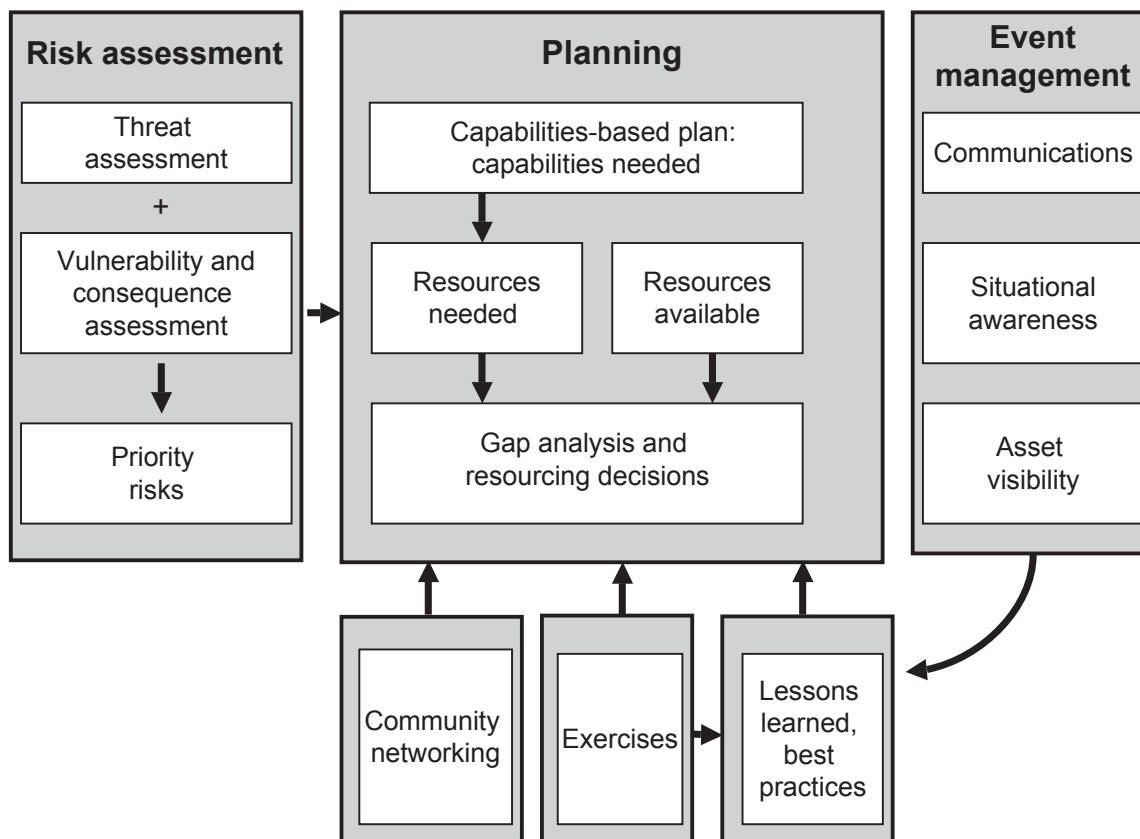 Risk assessment
Threat
assessment
+
Vulnerability and
consequence
assessment
Priority
risks
Planning
Capabilities-based plan:
capabilities needed
Resources
needed
Resources
available
Gap analysis and
resourcing decisions
Event
management
Communications
Situational
awareness
Asset
visibility
Community
networking
Exercises
Lessons
learned,
best
practices